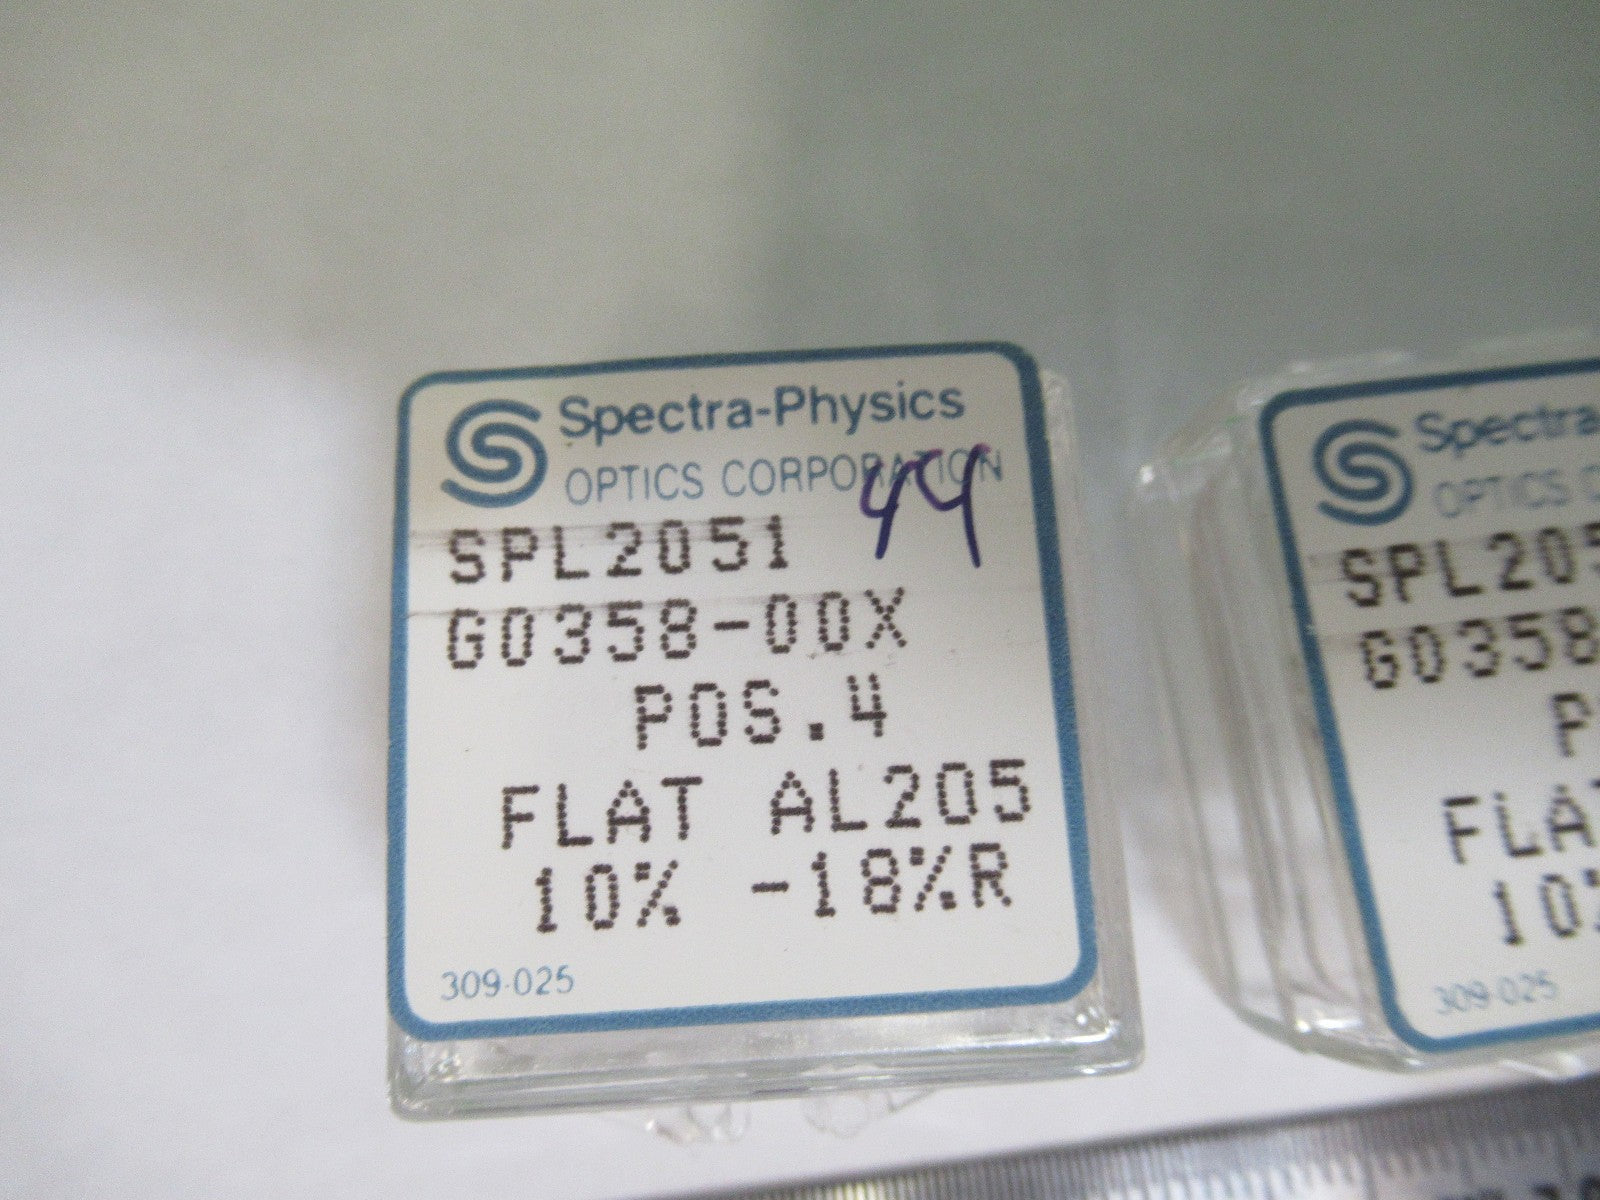 Spectra-Physics
OPTICS CORPORATION
44
SPL2051
G0358-00X
POS.4
FLAT AL205
10% -18%R
309-025
Spectra
OPTICS
SPL205
G0358
P
FLA
10
309-025